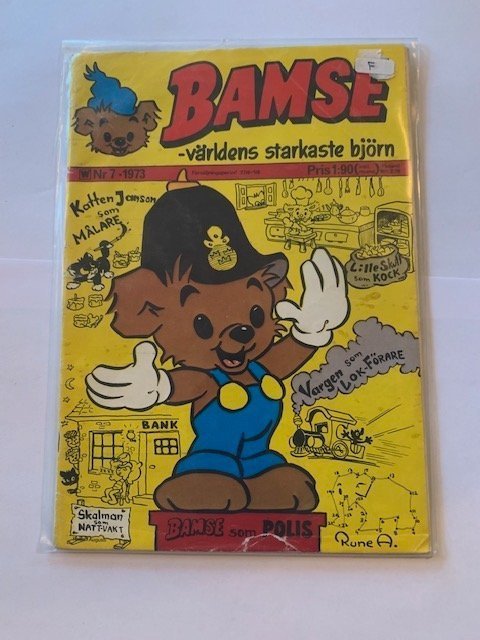 F
BAMSE
-världens starkaste björn
W Nr 7-1973
Pris 1:90
Katten Janson
som
MÅLARE
Lille Skutt
som KOCK
Vargen som
LOK-FÖRARE
BANK
Skalman
som
NATTVAKT
BAMSE som POLIS
Rune A.